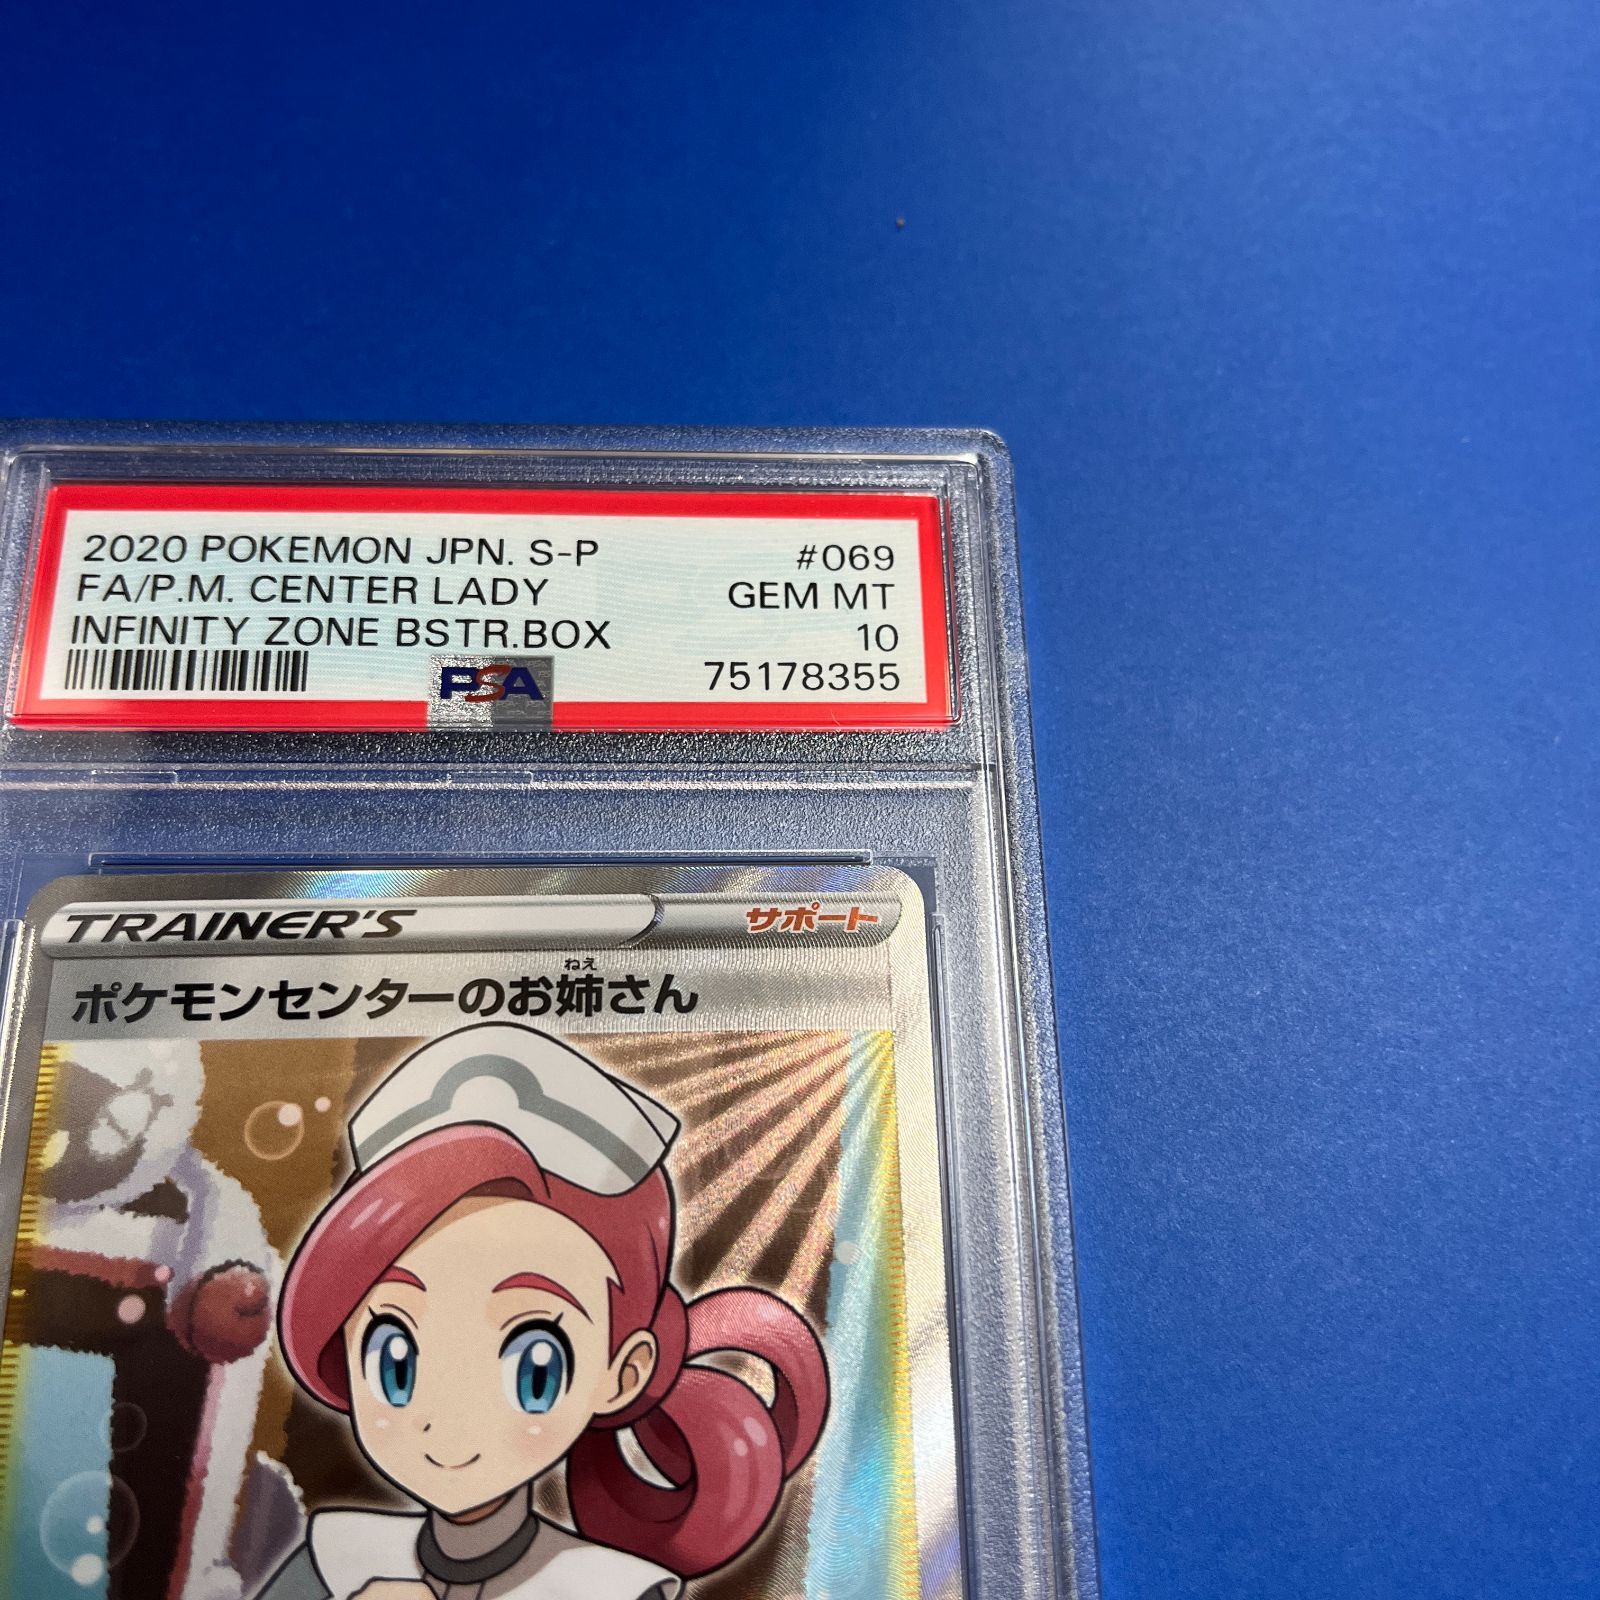 2020 POKEMON JPN. S-P #069
FA/P.M. CENTER LADY GEM MT
INFINITY ZONE BSTR.BOX 10
PSA 75178355
TRAINER'S サポート
ねえ
ポケモンセンターのお姉さん